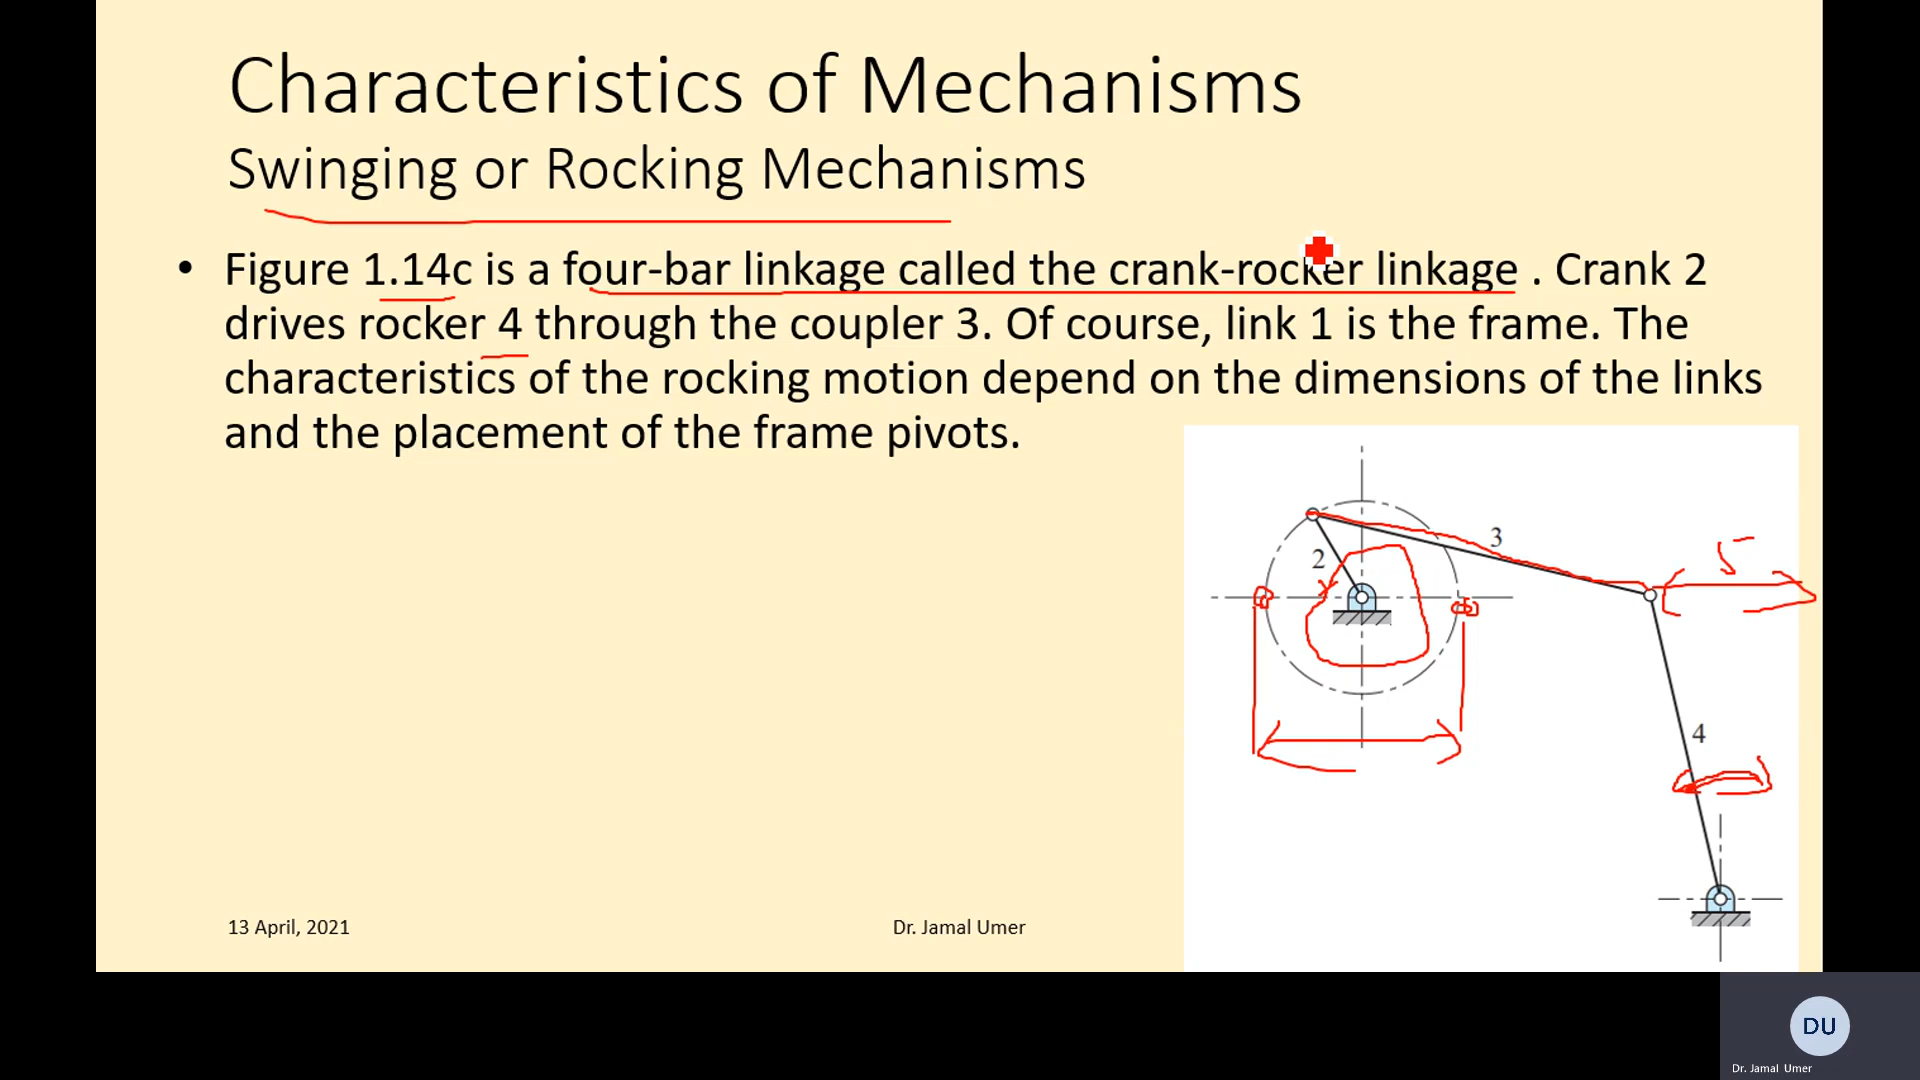 Characteristics of Mechanisms
Swinging or Rocking Mechanisms
• Figure 1.14c is a four-bar linkage called the crank-rocker linkage . Crank 2
drives rocker 4 through the coupler 3. Of course, link 1 is the frame. The
characteristics of the rocking motion depend on the dimensions of the links
and the placement of the frame pivots.
3
2
5
4
13 April, 2021
Dr. Jamal Umer
DU
Dr. Jamal Umer